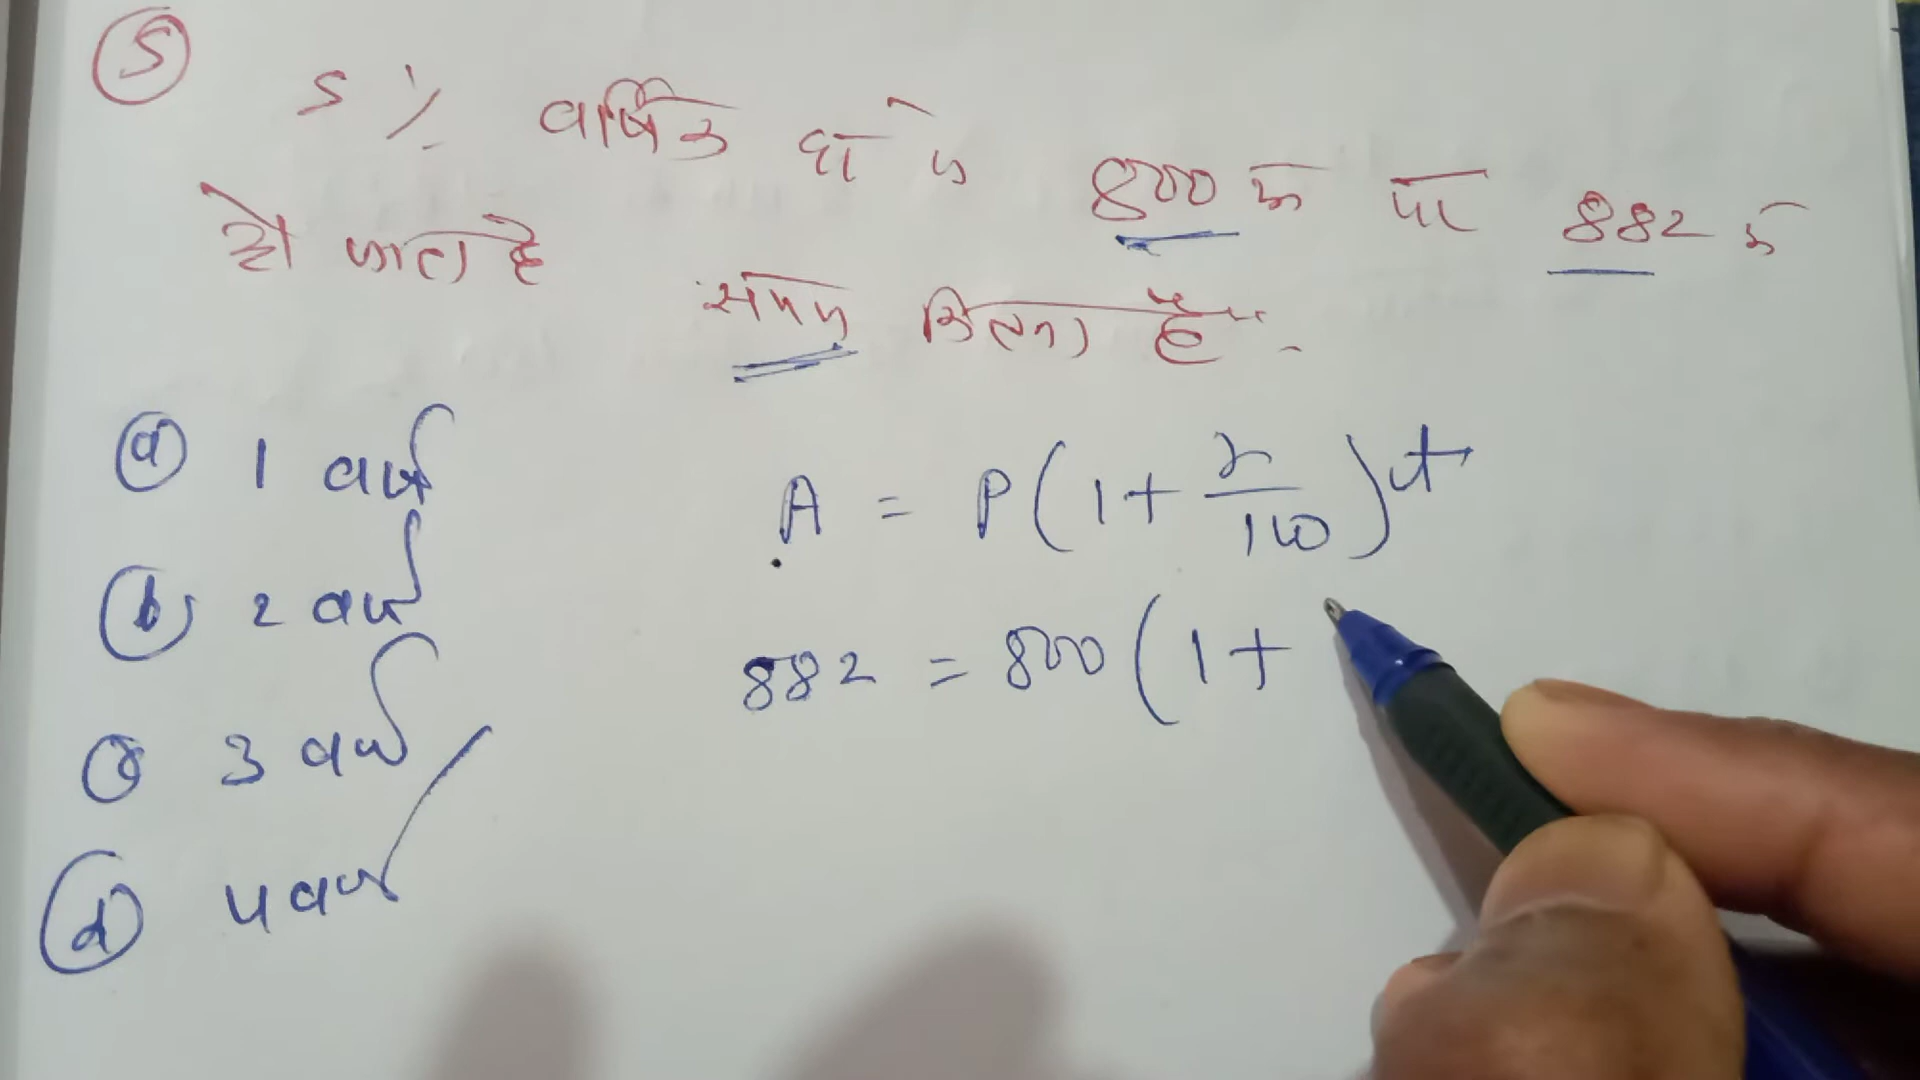 5
5 % वार्षिक दर से 800 रू पर 882 रू
हो जाता है समय कितना है -
(a) 1 वर्ष
(b) 2 वर्ष
(c) 3 वर्ष
(d) 4 वर्ष
A = P(1 + r/100)^t
882 = 800 (1 +